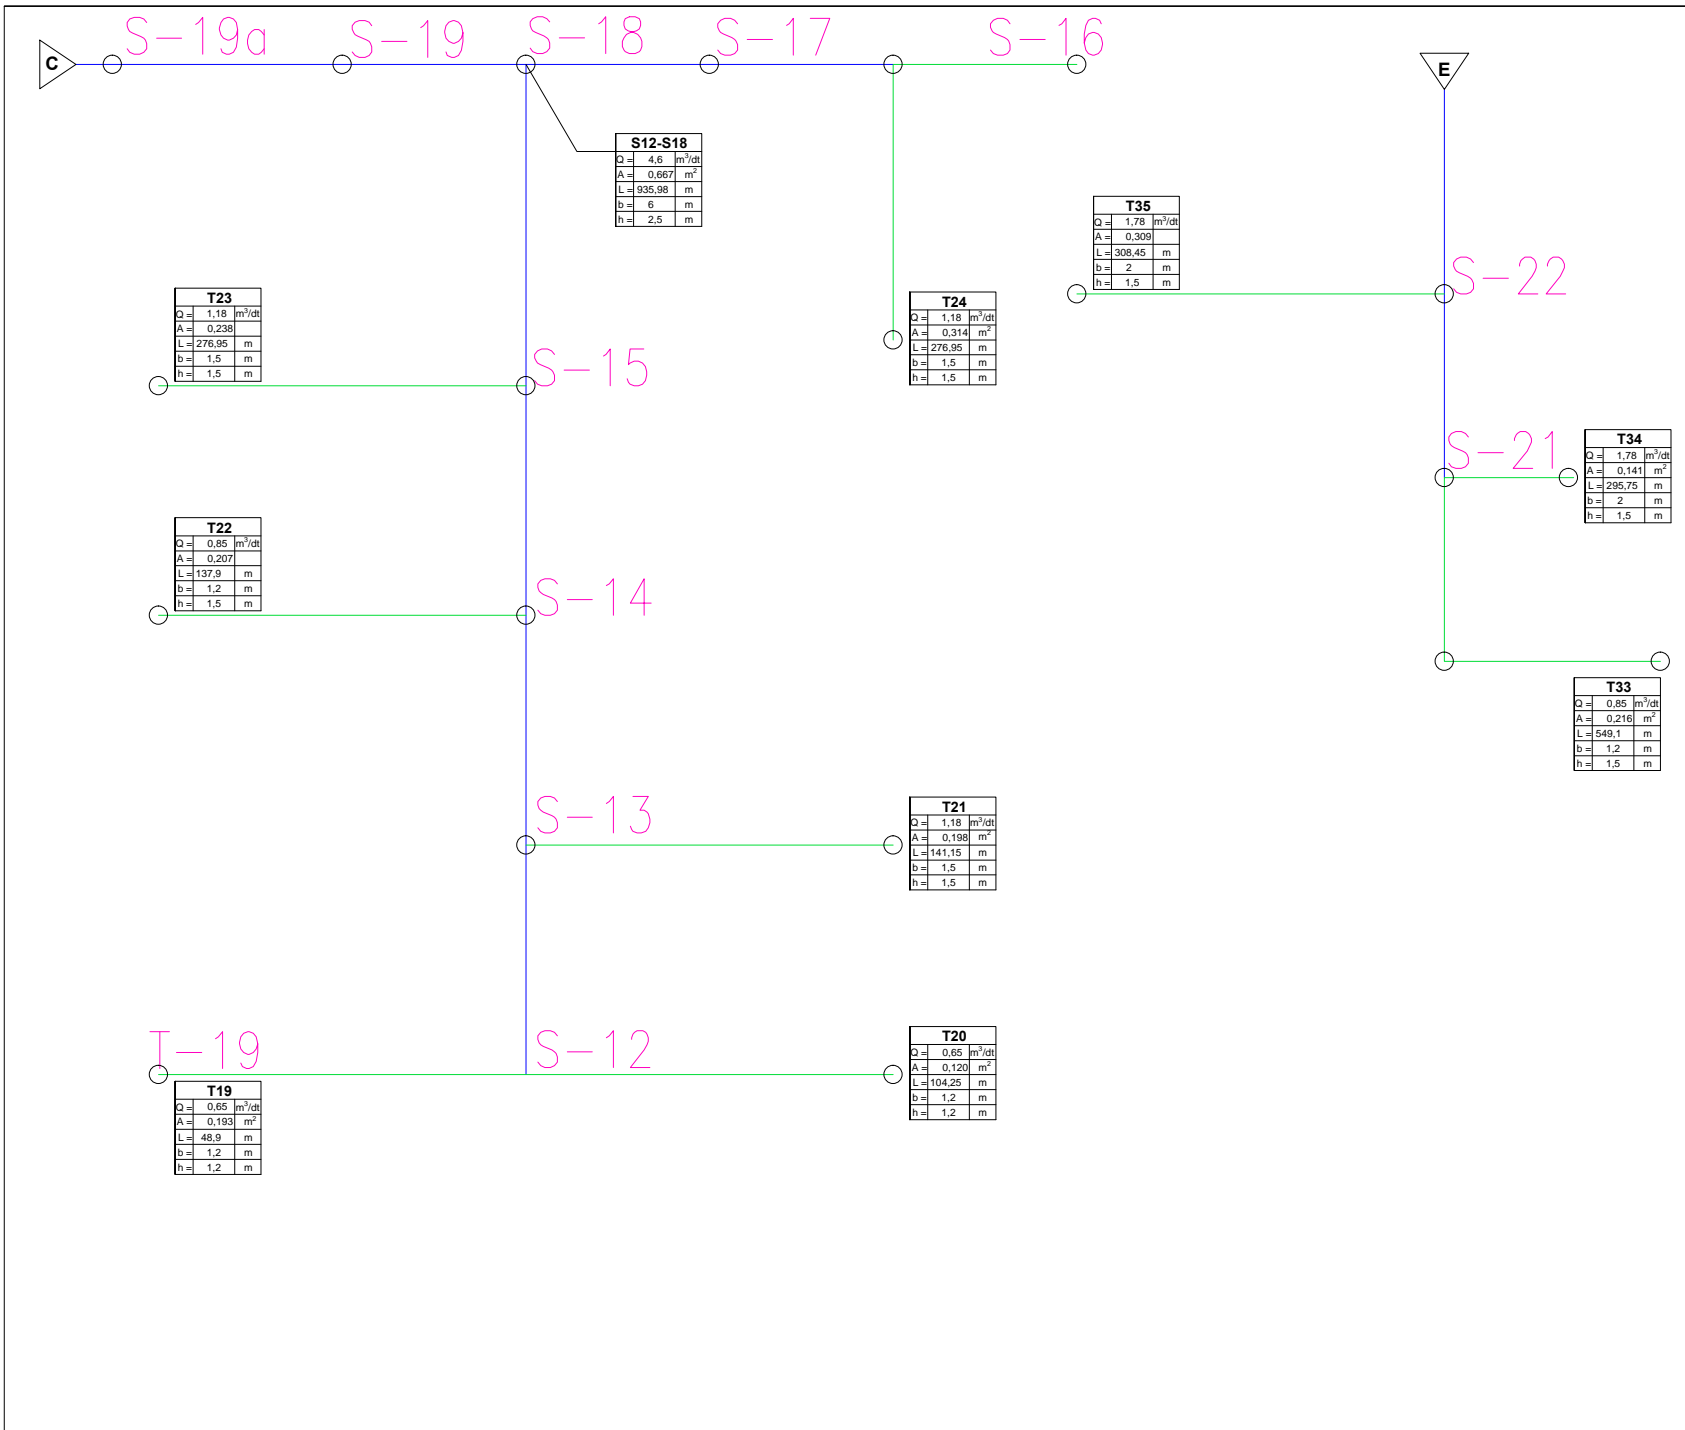 S-19a
S-19
S-18
S-17
S-16
C
E
S12-S18
Q = 4,6 m³/dt
A = 0,667 m²
L = 935,98 m
b = 6 m
h = 2,5 m
T35
Q = 1,78 m³/dt
A = 0,309
L = 308,45 m
b = 2 m
h = 1,5 m
S-22
T23
Q = 1,18 m³/dt
A = 0,238
L = 276,95 m
b = 1,5 m
h = 1,5 m
T24
Q = 1,18 m³/dt
A = 0,314 m²
L = 276,95 m
b = 1,5 m
h = 1,5 m
S-15
S-21
T34
Q = 1,78 m³/dt
A = 0,141 m²
L = 295,75 m
b = 2 m
h = 1,5 m
T22
Q = 0,85 m³/dt
A = 0,207
L = 137,9 m
b = 1,2 m
h = 1,5 m
S-14
T33
Q = 0,85 m³/dt
A = 0,216 m²
L = 549,1 m
b = 1,2 m
h = 1,5 m
S-13
T21
Q = 1,18 m³/dt
A = 0,198 m²
L = 141,15 m
b = 1,5 m
h = 1,5 m
T-19
S-12
T20
Q = 0,65 m³/dt
A = 0,120 m²
L = 104,25 m
b = 1,2 m
h = 1,2 m
T19
Q = 0,65 m³/dt
A = 0,193 m²
L = 48,9 m
b = 1,2 m
h = 1,2 m